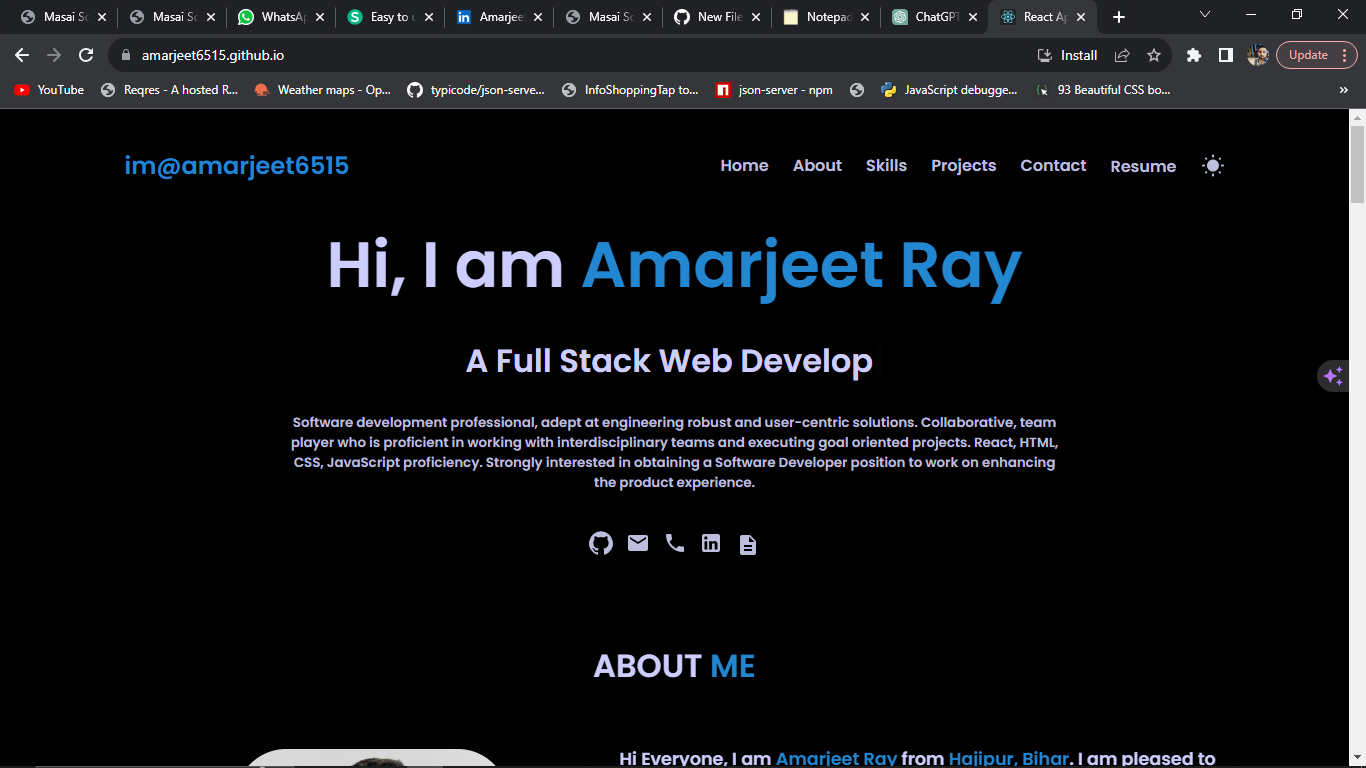 Masai Sc
Masai Sc
WhatsAp
Easy to u
Amarjee
Masai Sc
New File
Notepad
ChatGPT
React Ap
amarjeet6515.github.io
Install
Update
YouTube
Reqres - A hosted R...
Weather maps - Op...
typicode/json-serve...
InfoShoppingTap to...
json-server - npm
JavaScript debugge...
93 Beautiful CSS bo...
»
im@amarjeet6515
Home About Skills Projects Contact Resume
Hi, I am Amarjeet Ray
A Full Stack Web Develop
Software development professional, adept at engineering robust and user-centric solutions. Collaborative, team
player who is proficient in working with interdisciplinary teams and executing goal oriented projects. React, HTML,
CSS, JavaScript proficiency. Strongly interested in obtaining a Software Developer position to work on enhancing
the product experience.
ABOUT ME
Hi Everyone, I am Amarjeet Ray from Hajipur, Bihar. I am pleased to